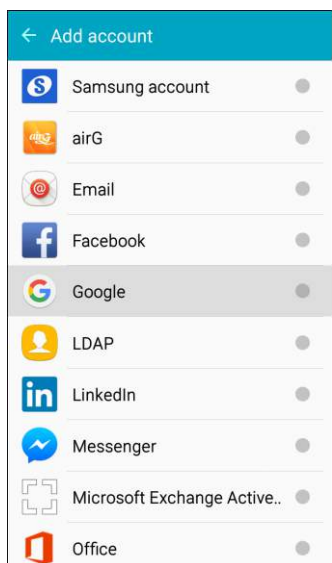 Add account
Samsung account
airG
Email
Facebook
Google
LDAP
LinkedIn
Messenger
Microsoft Exchange Active..
Office